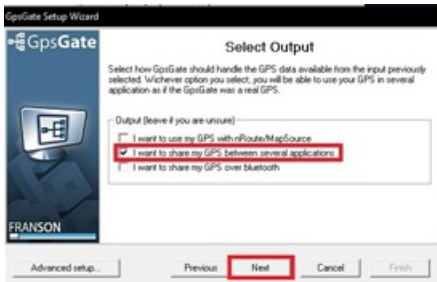 GpsGate Setup Wizard
GpsGate
Select Output
Select how GpsGate should handle the GPS data available from the input previously
selected. Wichever option you select, you will be able to use your GPS in several
application as if the GpsGate was a real GPS.
Output (leave if you are unsure)
I want to use my GPS with nRoute/MapSource
I want to share my GPS between several applications
I want to share my GPS over bluetooth
FRANSON
Advanced setup...
Previous
Next
Cancel
Finish